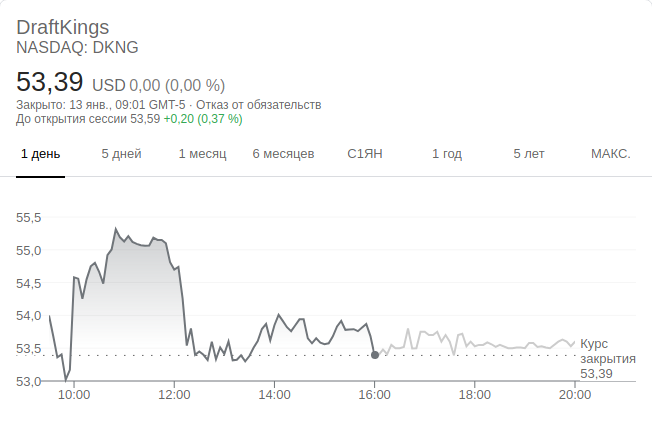 DraftKings
NASDAQ: DKNG
53,39 USD 0,00 (0,00 %)
Закрыто: 13 янв., 09:01 GMT-5 · Отказ от обязательств
До открытия сессии 53,59 +0,20 (0,37 %)
1 день 5 дней 1 месяц 6 месяцев С1ЯН 1 год 5 лет МАКС.
55,5
55,0
54,5
54,0
53,5
53,0
Курс
закрытия
53,39
10:00 12:00 14:00 16:00 18:00 20:00